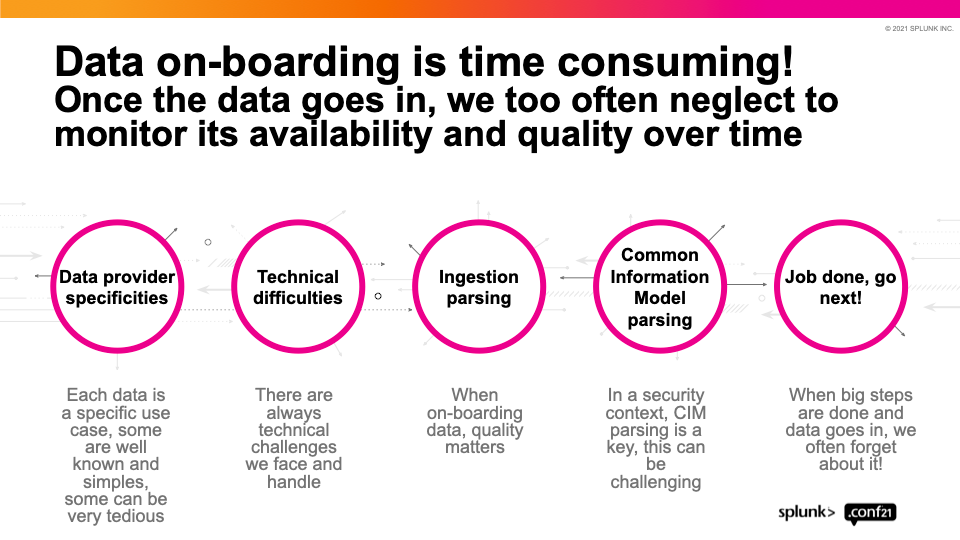 © 2021 SPLUNK INC.
Data on-boarding is time consuming!
Once the data goes in, we too often neglect to
monitor its availability and quality over time
Data provider
specificities
Technical
difficulties
Ingestion
parsing
Common
Information
Model
parsing
Job done, go
next!
Each data is
a specific use
case, some
are well
known and
simples,
some can be
very tedious
There are
always
technical
challenges
we face and
handle
When
on-boarding
data, quality
matters
In a security
context, CIM
parsing is a
key, this can
be
challenging
When big steps
are done and
data goes in, we
often forget
about it!
splunk> .conf21